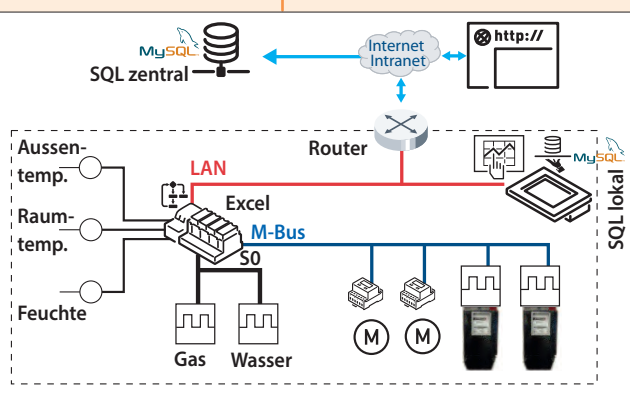 http://
MySQL
Internet
Intranet
SQL zentral
Router
MySQL
SQL lokal
Aussen-
temp.
LAN
Excel
Raum-
temp.
M-Bus
S0
Feuchte
M
M
Gas
Wasser